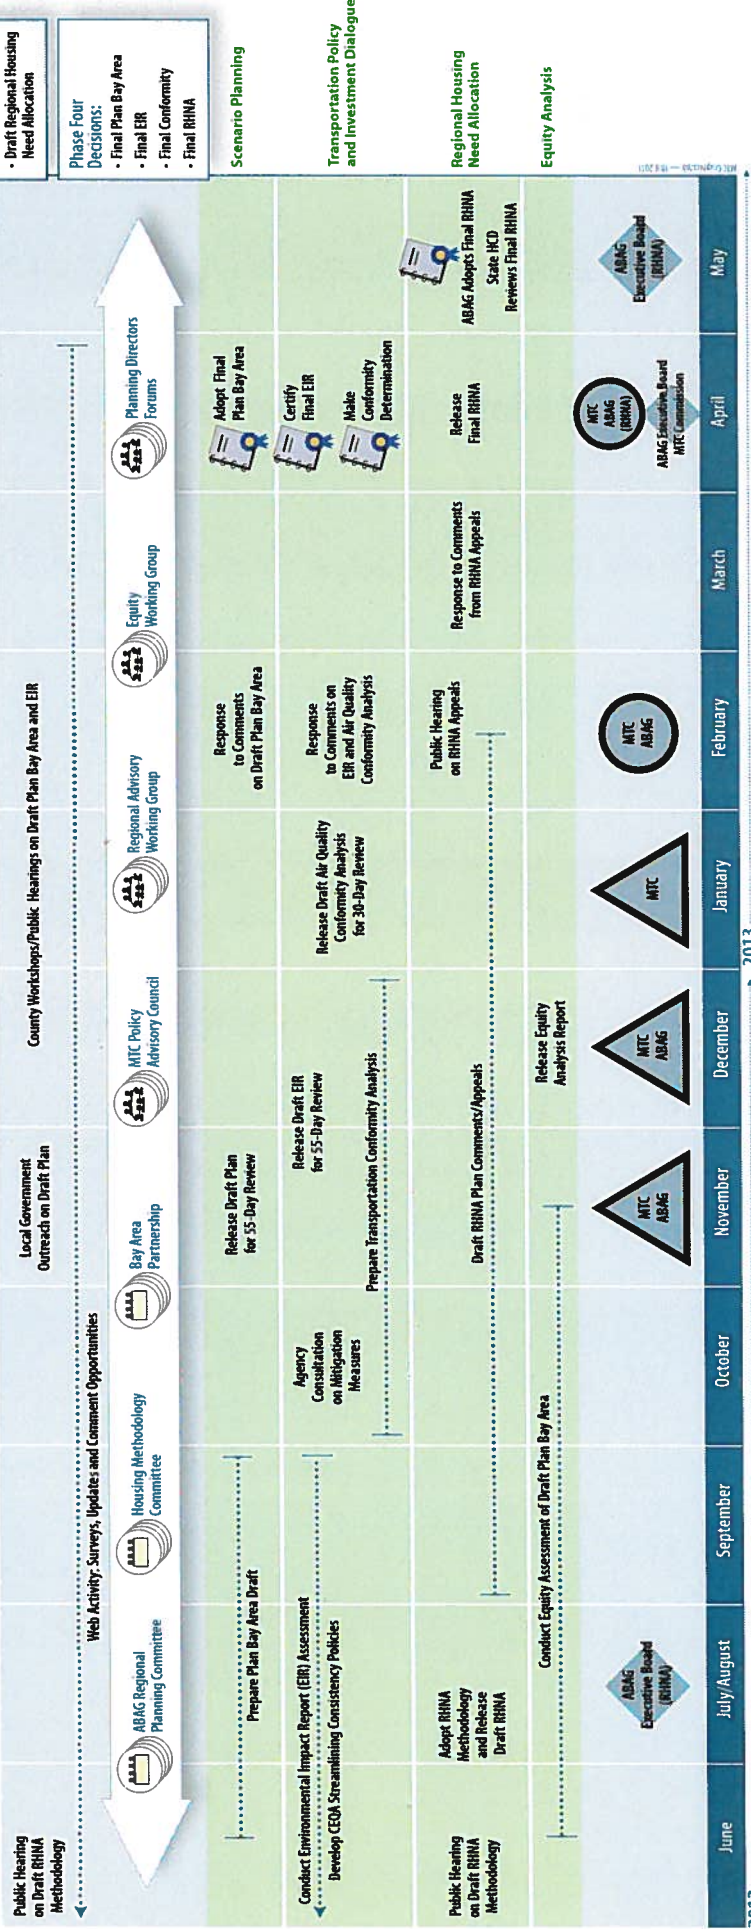 Public Hearing
on Draft RHNA
Methodology
Local Government
Outreach on Draft Plan
County Workshops/Public Hearings on Draft Plan Bay Area and EIR
• Draft Regional Housing
Need Allocation
Web Activity: Surveys, Updates and Comment Opportunities
ABAG Regional
Planning Committee
Housing Methodology
Committee
Bay Area
Partnership
MTC Policy
Advisory Council
Regional Advisory
Working Group
Equity
Working Group
Planning Directors
Forums
Phase Four
Decisions:
• Final Plan Bay Area
• Final EIR
• Final Conformity
• Final RHNA
Prepare Plan Bay Area Draft
Release Draft Plan
for 55-Day Review
Response
to Comments
on Draft Plan Bay Area
Adopt Final
Plan Bay Area
Scenario Planning
Conduct Environmental Impact Report (EIR) Assessment
Develop CEQA Streamlining Consistency Policies
Agency
Consultation
on Mitigation
Measures
Release Draft EIR
for 55-Day Review
Prepare Transportation Conformity Analysis
Release Draft Air Quality
Conformity Analysis
for 30-Day Review
Response
to Comments on
EIR and Air Quality
Conformity Analysis
Certify
Final EIR
Make
Conformity
Determination
Transportation Policy
and Investment Dialogue
Public Hearing
on Draft RHNA
Methodology
Adopt RHNA
Methodology
and Release
Draft RHNA
Draft RHNA Plan Comments/Appeals
Public Hearing
on RHNA Appeals
Response to Comments
from RHNA Appeals
Release
Final RHNA
ABAG Adopts Final RHNA
State HCD
Reviews Final RHNA
Regional Housing
Need Allocation
Conduct Equity Assessment of Draft Plan Bay Area
Release Equity
Analysis Report
Equity Analysis
ABAG
Executive Board
(RHNA)
MTC
ABAG
MTC
ABAG
MTC
MTC
ABAG
MTC
ABAG
(RHNA)
ABAG Executive Board
MTC Commission
ABAG
Executive Board
(RHNA)
June
July/August
September
October
November
December
January
February
March
April
May
2013